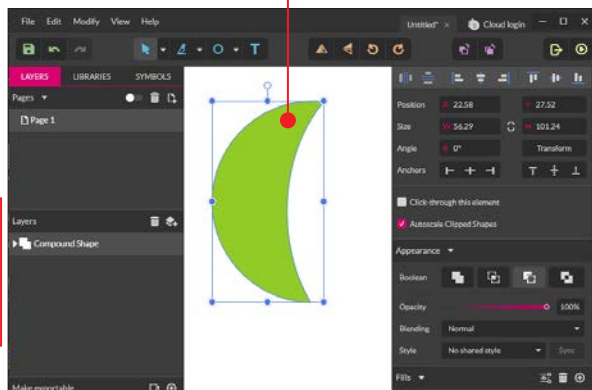 File Edit Modify View Help
Untitled* × Cloud login
T
LAYERS LIBRARIES SYMBOLS
Pages
Page 1
Position X 22.58 Y 27.52
Size W 56.29 H 101.24
Angle 0° Transform
Anchors
Click-through this element
Autoscale Clipped Shapes
Layers
Compound Shape
Appearance
Boolean
Opacity 100%
Blending Normal
Style No shared style Sync
Fills
Make exportable